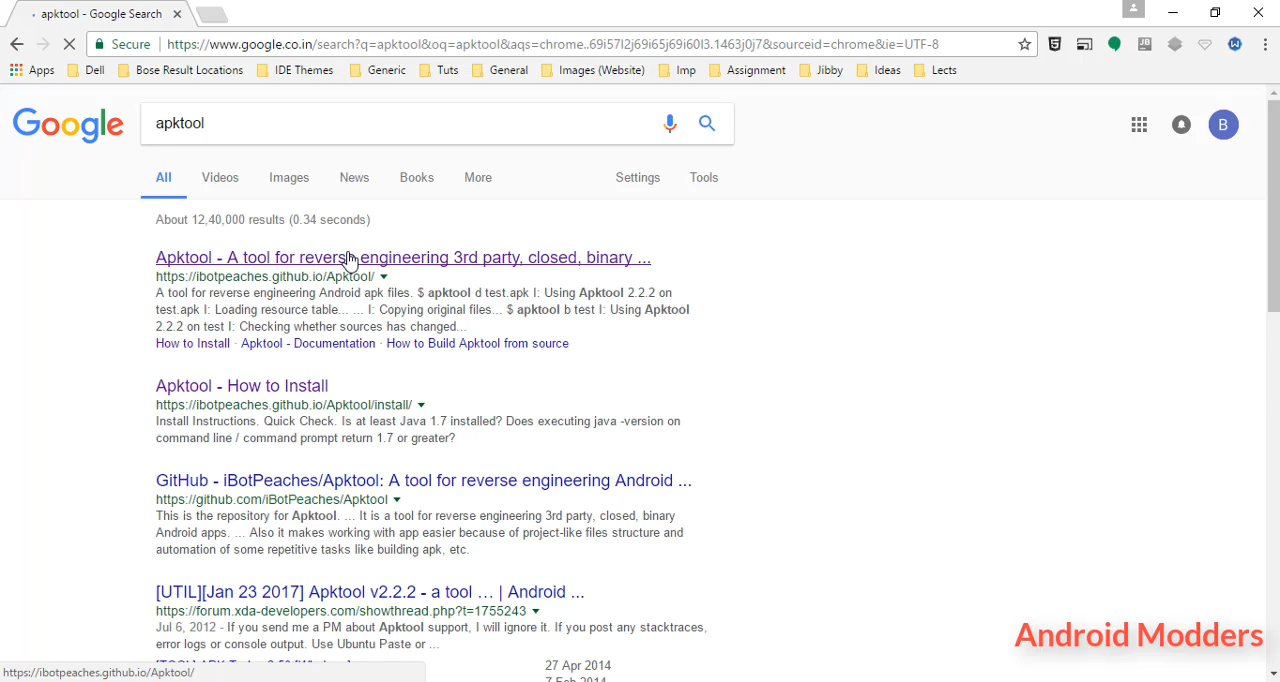 apktool - Google Search
Secure | https://www.google.co.in/search?q=apktool&oq=apktool&aqs=chrome..69i57l2j69i65j69i60l3.1463j0j7&sourceid=chrome&ie=UTF-8
Apps Dell Bose Result Locations IDE Themes Generic Tuts General Images (Website) Imp Assignment Jibby Ideas Lects
Google apktool B
All Videos Images News Books More Settings Tools
About 12,40,000 results (0.34 seconds)
Apktool - A tool for reverse engineering 3rd party, closed, binary ...
https://ibotpeaches.github.io/Apktool/
A tool for reverse engineering Android apk files. $ apktool d test.apk I: Using Apktool 2.2.2 on
test.apk I: Loading resource table... ... I: Copying original files... $ apktool b test I: Using Apktool
2.2.2 on test I: Checking whether sources has changed...
How to Install · Apktool - Documentation · How to Build Apktool from source
Apktool - How to Install
https://ibotpeaches.github.io/Apktool/install/
Install Instructions. Quick Check. Is at least Java 1.7 installed? Does executing java -version on
command line / command prompt return 1.7 or greater?
GitHub - iBotPeaches/Apktool: A tool for reverse engineering Android ...
https://github.com/iBotPeaches/Apktool
This is the repository for Apktool. ... It is a tool for reverse engineering 3rd party, closed, binary
Android apps. ... Also it makes working with app easier because of project-like files structure and
automation of some repetitive tasks like building apk, etc.
[UTIL][Jan 23 2017] Apktool v2.2.2 - a tool … | Android ...
https://forum.xda-developers.com/showthread.php?t=1755243
Jul 6, 2012 - If you send me a PM about Apktool support, I will ignore it. If you post any stacktraces,
error logs or console output. Use Ubuntu Paste or ...
27 Apr 2014
https://ibotpeaches.github.io/Apktool/
Android Modders